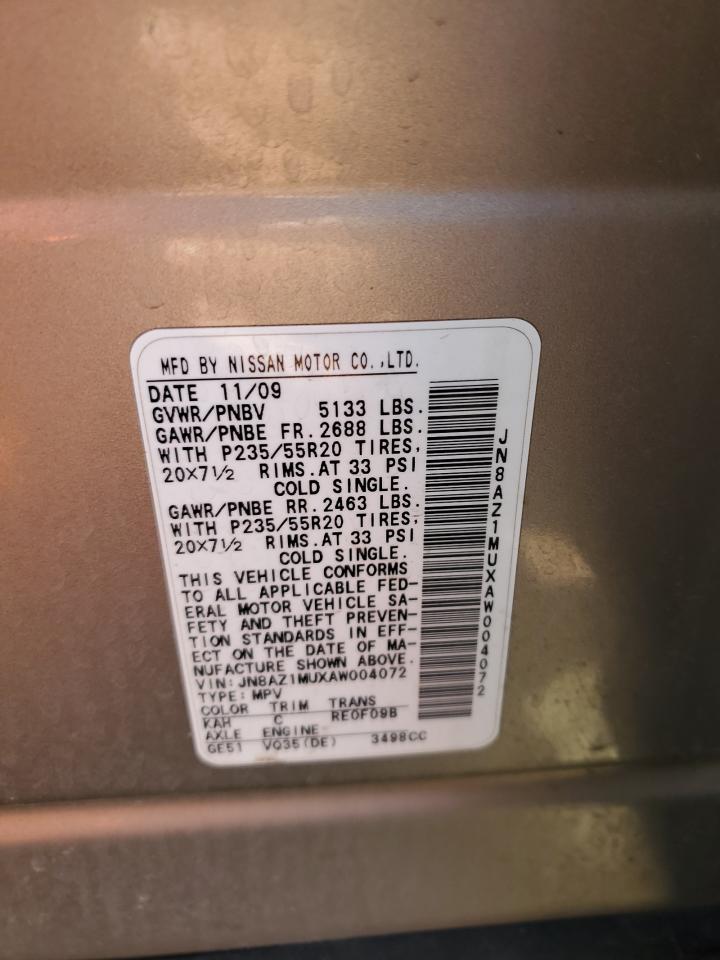 MFD BY NISSAN MOTOR CO.,LTD.
DATE 11/09
GVWR/PNBV 5133 LBS.
GAWR/PNBE FR. 2688 LBS.
WITH P235/55R20 TIRES,
20×7½ RIMS. AT 33 PSI
COLD SINGLE.
GAWR/PNBE RR. 2463 LBS.
WITH P235/55R20 TIRES,
20×7½ RIMS. AT 33 PSI
COLD SINGLE.
THIS VEHICLE CONFORMS
TO ALL APPLICABLE FED-
ERAL MOTOR VEHICLE SA-
FETY AND THEFT PREVEN-
TION STANDARDS IN EFF-
ECT ON THE DATE OF MA-
NUFACTURE SHOWN ABOVE.
VIN: JN8AZ1MUXAW004072
TYPE: MPV
COLOR TRIM TRANS
KAH C RE0F09B
AXLE ENGINE
GE51 VQ35(DE) 3498CC
JN8AZ1MUXAW004072